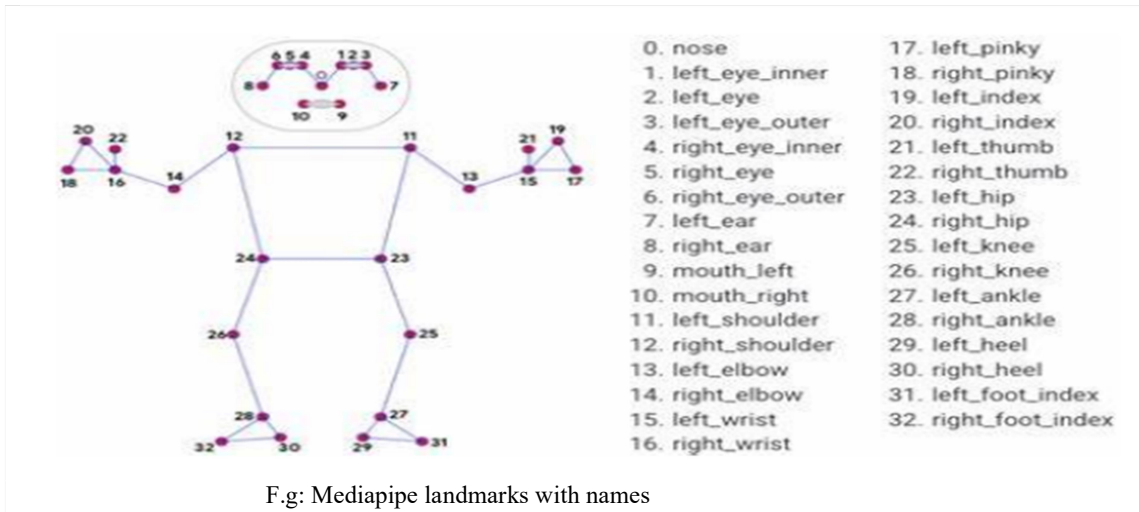 6 5 4 1 2 3
0
8 7
10 9
20 22 12 11 21 19
18 16 14 13 15 17
24 23
26 25
28 27
32 30 29 31
0. nose
1. left_eye_inner
2. left_eye
3. left_eye_outer
4. right_eye_inner
5. right_eye
6. right_eye_outer
7. left_ear
8. right_ear
9. mouth_left
10. mouth_right
11. left_shoulder
12. right_shoulder
13. left_elbow
14. right_elbow
15. left_wrist
16. right_wrist
17. left_pinky
18. right_pinky
19. left_index
20. right_index
21. left_thumb
22. right_thumb
23. left_hip
24. right_hip
25. left_knee
26. right_knee
27. left_ankle
28. right_ankle
29. left_heel
30. right_heel
31. left_foot_index
32. right_foot_index
F.g: Mediapipe landmarks with names